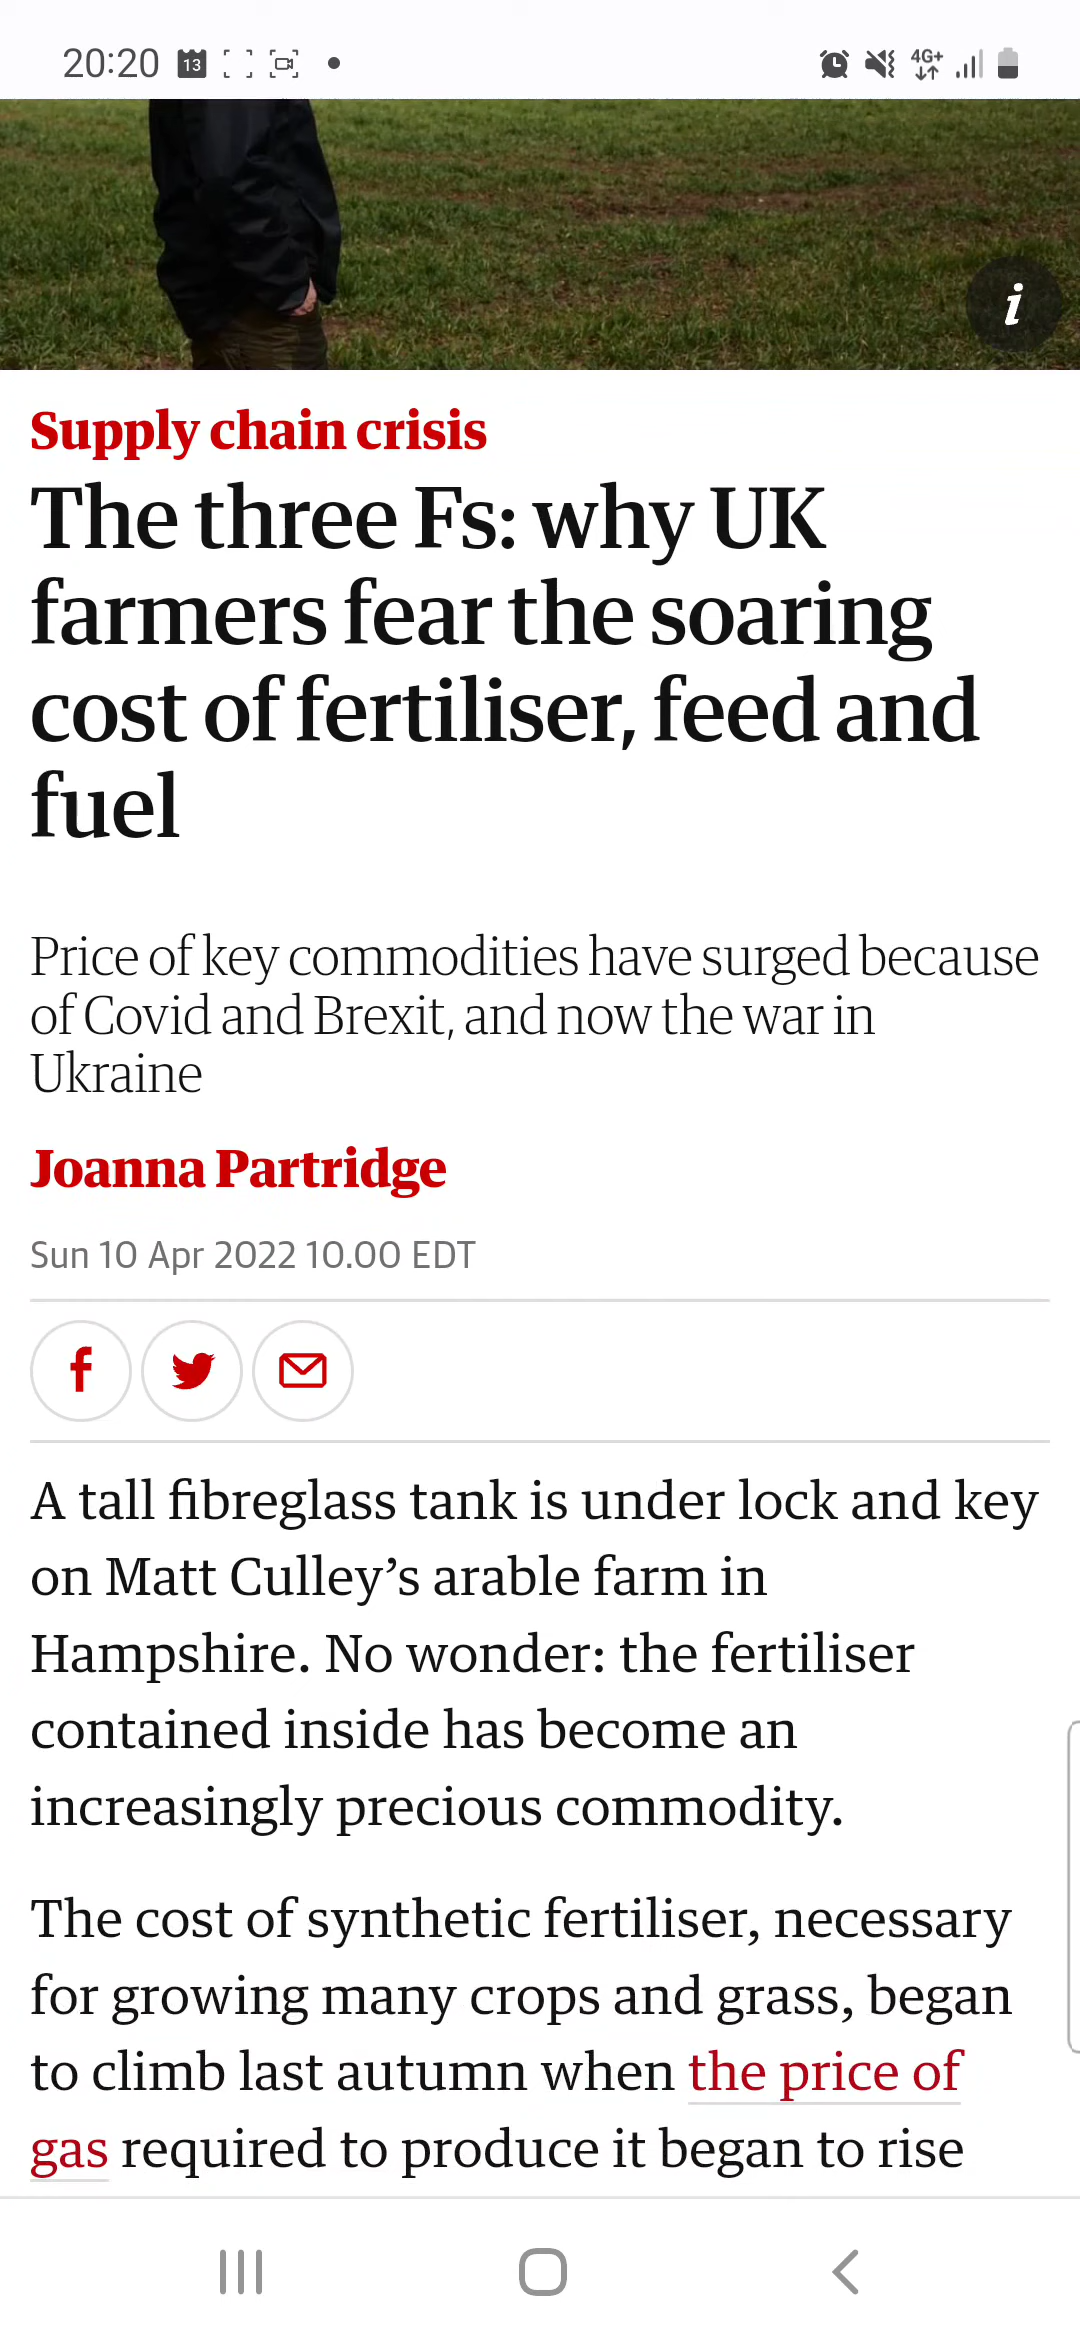 20:20 13 4G+
i
Supply chain crisis
The three Fs: why UK
farmers fear the soaring
cost of fertiliser, feed and
fuel
Price of key commodities have surged because
of Covid and Brexit, and now the war in
Ukraine
Joanna Partridge
Sun 10 Apr 2022 10.00 EDT
f
A tall fibreglass tank is under lock and key
on Matt Culley’s arable farm in
Hampshire. No wonder: the fertiliser
contained inside has become an
increasingly precious commodity.
The cost of synthetic fertiliser, necessary
for growing many crops and grass, began
to climb last autumn when the price of
gas required to produce it began to rise